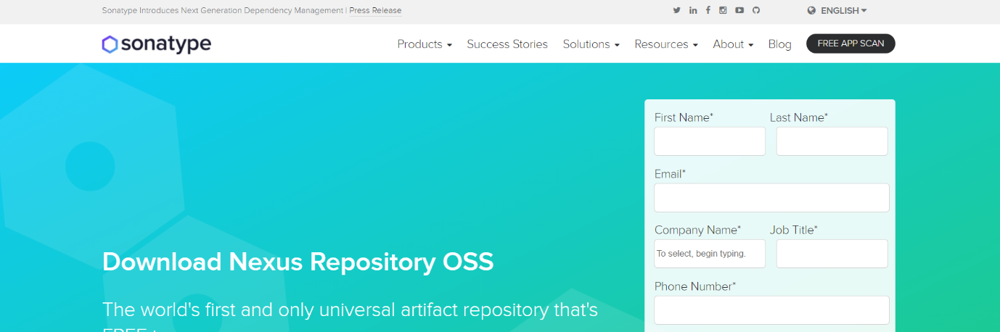 Sonatype Introduces Next Generation Dependency Management | Press Release
ENGLISH
sonatype
Products
Success Stories
Solutions
Resources
About
Blog
FREE APP SCAN
First Name*
Last Name*
Email*
Company Name*
Job Title*
To select, begin typing.
Phone Number*
Download Nexus Repository OSS
The world's first and only universal artifact repository that's